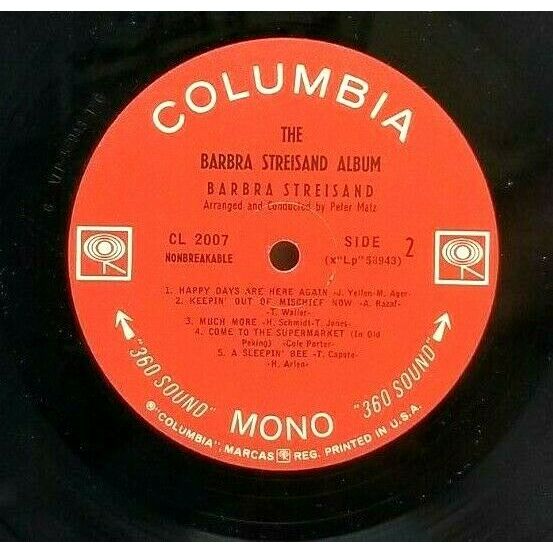 COLUMBIA
THE
BARBRA STREISAND ALBUM
BARBRA STREISAND
Arranged and Conducted by Peter Matz
CL 2007
NONBREAKABLE
SIDE 2
(x"Lp" 58943)
1. HAPPY DAYS ARE HERE AGAIN -J. Yellen-M. Ager-
2. KEEPIN' OUT OF MISCHIEF NOW -A. Razaf-
T. Waller-
3. MUCH MORE -H. Schmidt-T. Jones-
4. COME TO THE SUPERMARKET (In Old
Peking) -Cole Porter-
5. A SLEEPIN' BEE -T. Capote-
H. Arlen-
"360 SOUND"
MONO
"360 SOUND"
"COLUMBIA", MARCAS REG. PRINTED IN U.S.A.